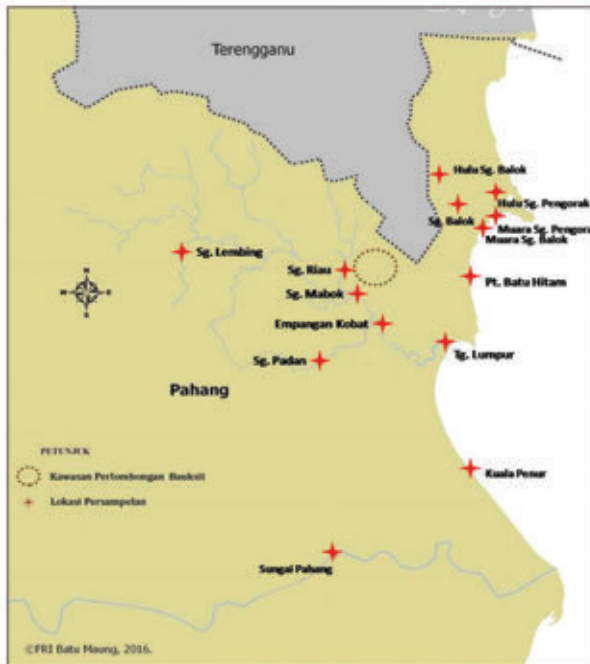 Terengganu
Hulu Sg. Balok
Hulu Sg. Pengorak
Sg. Balok
Muara Sg. Pengora
Muara Sg. Balok
Sg. Lembing
Sg. Riau
Pt. Batu Hitam
Sg. Mabok
Empangan Kobat
Tg. Lumpur
Sg. Padan
Pahang
PETUNJUK
Kawasan Perlombongan Bauksit
Kuala Penur
Lokasi Persampelan
Sungai Pahang
©FRI Batu Maung, 2016.